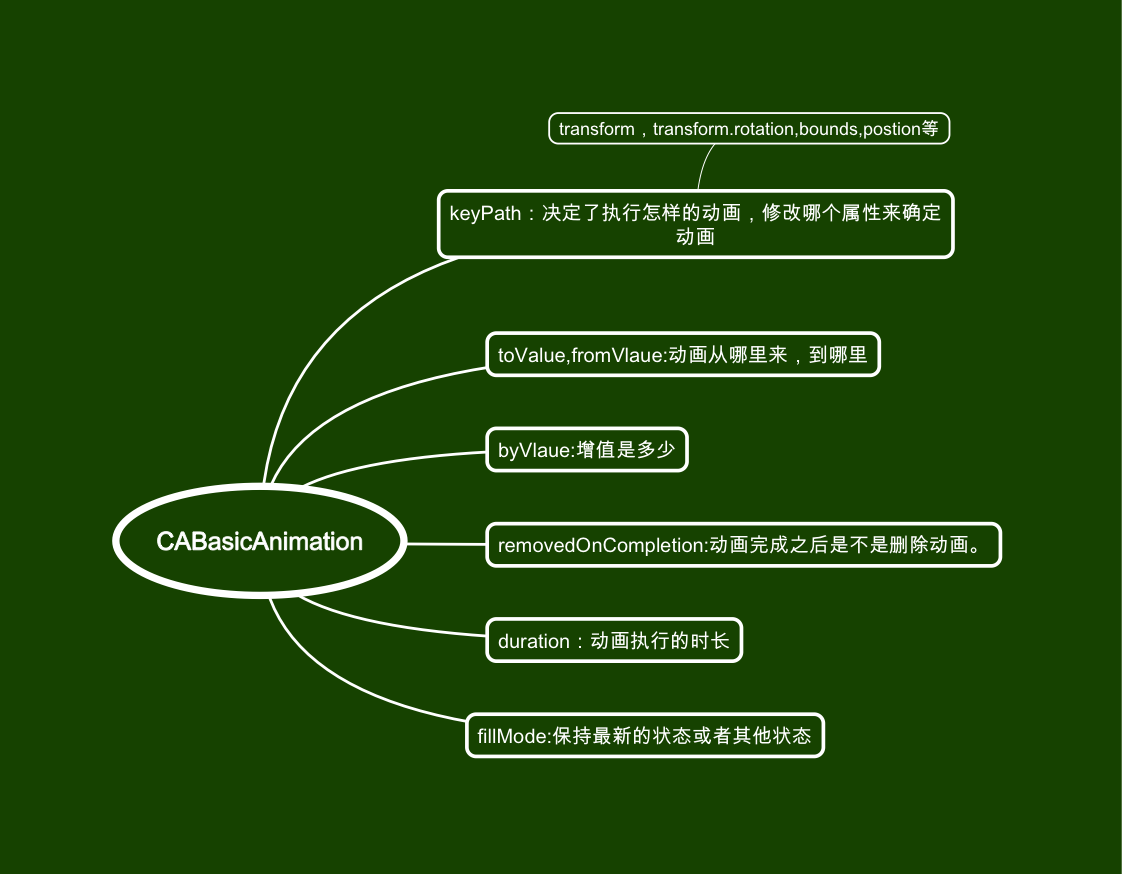 transform，transform.rotation,bounds,postion等
keyPath：决定了执行怎样的动画，修改哪个属性来确定
动画
toValue,fromVlaue:动画从哪里来，到哪里
byVlaue:增值是多少
CABasicAnimation
removedOnCompletion:动画完成之后是不是删除动画。
duration：动画执行的时长
fillMode:保持最新的状态或者其他状态